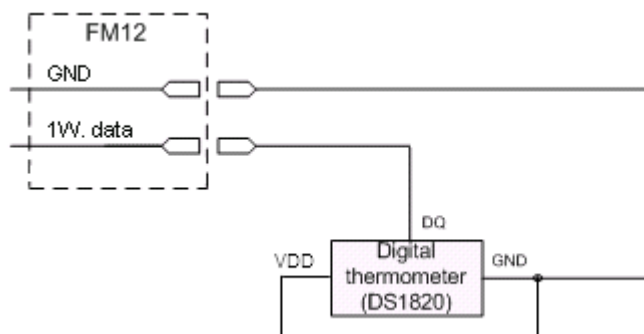 FM12
GND
1W. data
DQ
VDD
Digital
thermometer
(DS1820)
GND